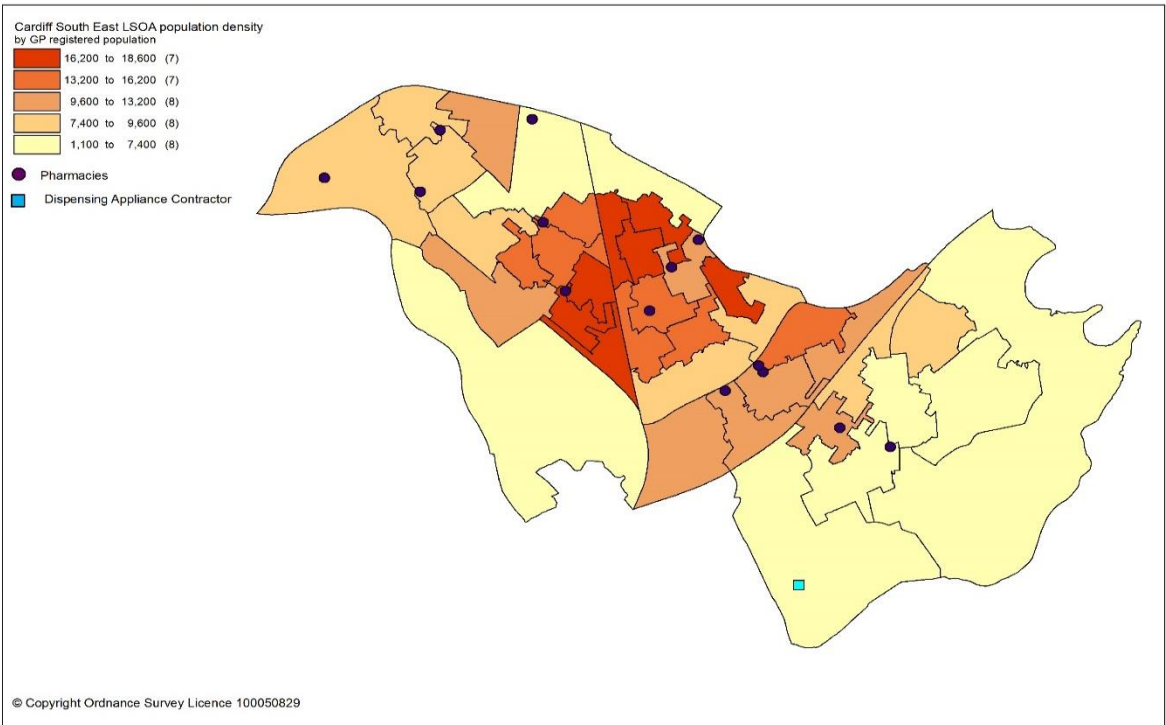 Cardiff South East LSOA population density
by GP registered population
16,200 to 18,600 (7)
13,200 to 16,200 (7)
9,600 to 13,200 (8)
7,400 to 9,600 (8)
1,100 to 7,400 (8)
Pharmacies
Dispensing Appliance Contractor
© Copyright Ordnance Survey Licence 100050829